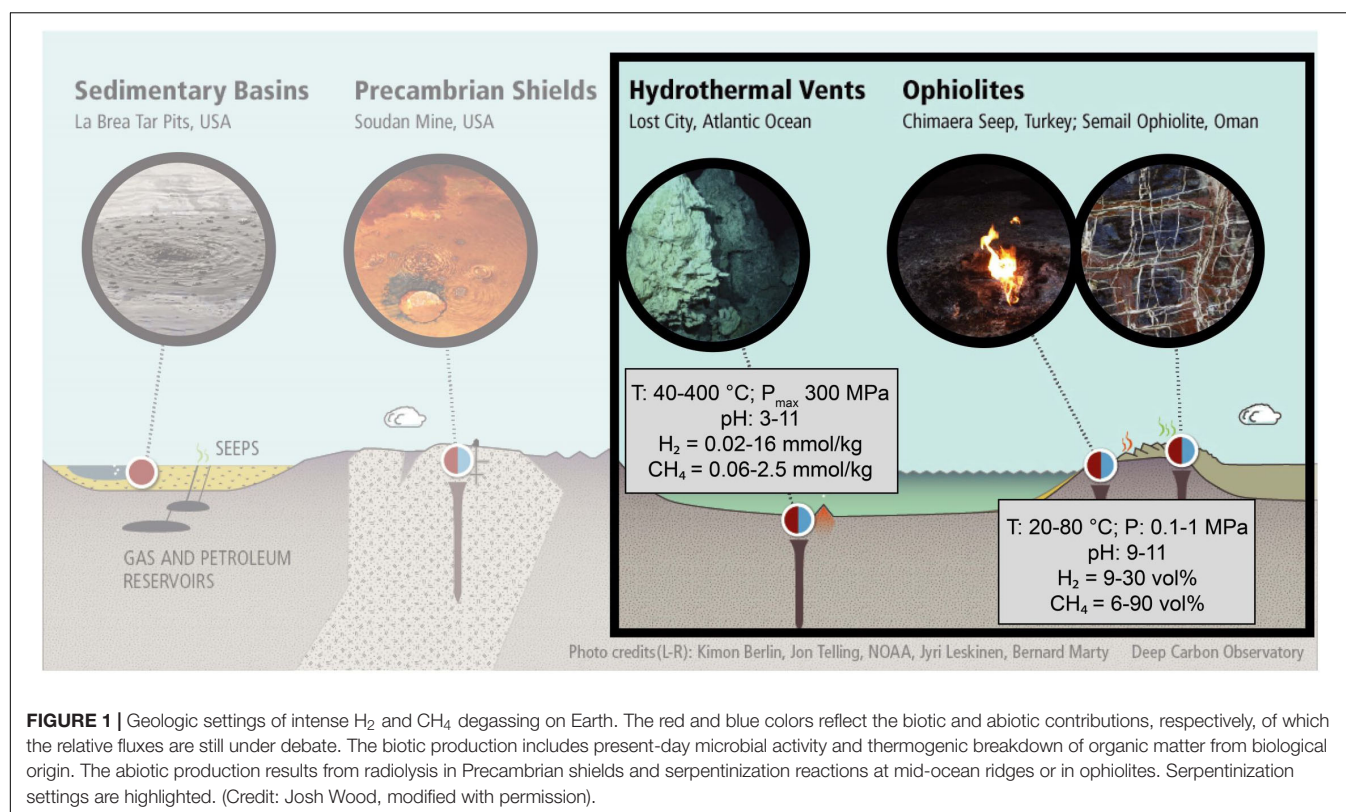 Sedimentary Basins
La Brea Tar Pits, USA
Precambrian Shields
Soudan Mine, USA
Hydrothermal Vents
Lost City, Atlantic Ocean
Ophiolites
Chimaera Seep, Turkey; Semail Ophiolite, Oman
T: 40-400 °C; Pmax 300 MPa
pH: 3-11
H₂ = 0.02-16 mmol/kg
CH₄ = 0.06-2.5 mmol/kg
SEEPS
GAS AND PETROLEUM
RESERVOIRS
T: 20-80 °C; P: 0.1-1 MPa
pH: 9-11
H₂ = 9-30 vol%
CH₄ = 6-90 vol%
Photo credits(L-R): Kimon Berlin, Jon Telling, NOAA, Jyri Leskinen, Bernard Marty Deep Carbon Observatory
FIGURE 1 | Geologic settings of intense H₂ and CH₄ degassing on Earth. The red and blue colors reflect the biotic and abiotic contributions, respectively, of which
the relative fluxes are still under debate. The biotic production includes present-day microbial activity and thermogenic breakdown of organic matter from biological
origin. The abiotic production results from radiolysis in Precambrian shields and serpentinization reactions at mid-ocean ridges or in ophiolites. Serpentinization
settings are highlighted. (Credit: Josh Wood, modified with permission).